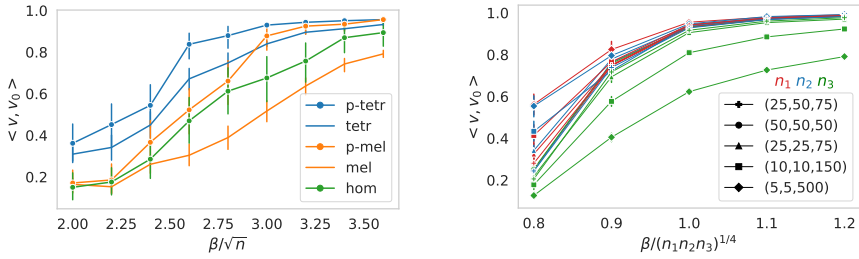 1.0
0.8
0.6
0.4
0.2
< v, v₀ >
2.00 2.25 2.50 2.75 3.00 3.25 3.50
β/√n
p-tetr
tetr
p-mel
mel
hom
1.0
0.8
0.6
0.4
0.2
< v, v₀ >
0.8 0.9 1.0 1.1 1.2
β/(n₁n₂n₃)^1/4
n₁ n₂ n₃
(25,50,75)
(50,50,50)
(25,25,75)
(10,10,150)
(5,5,500)